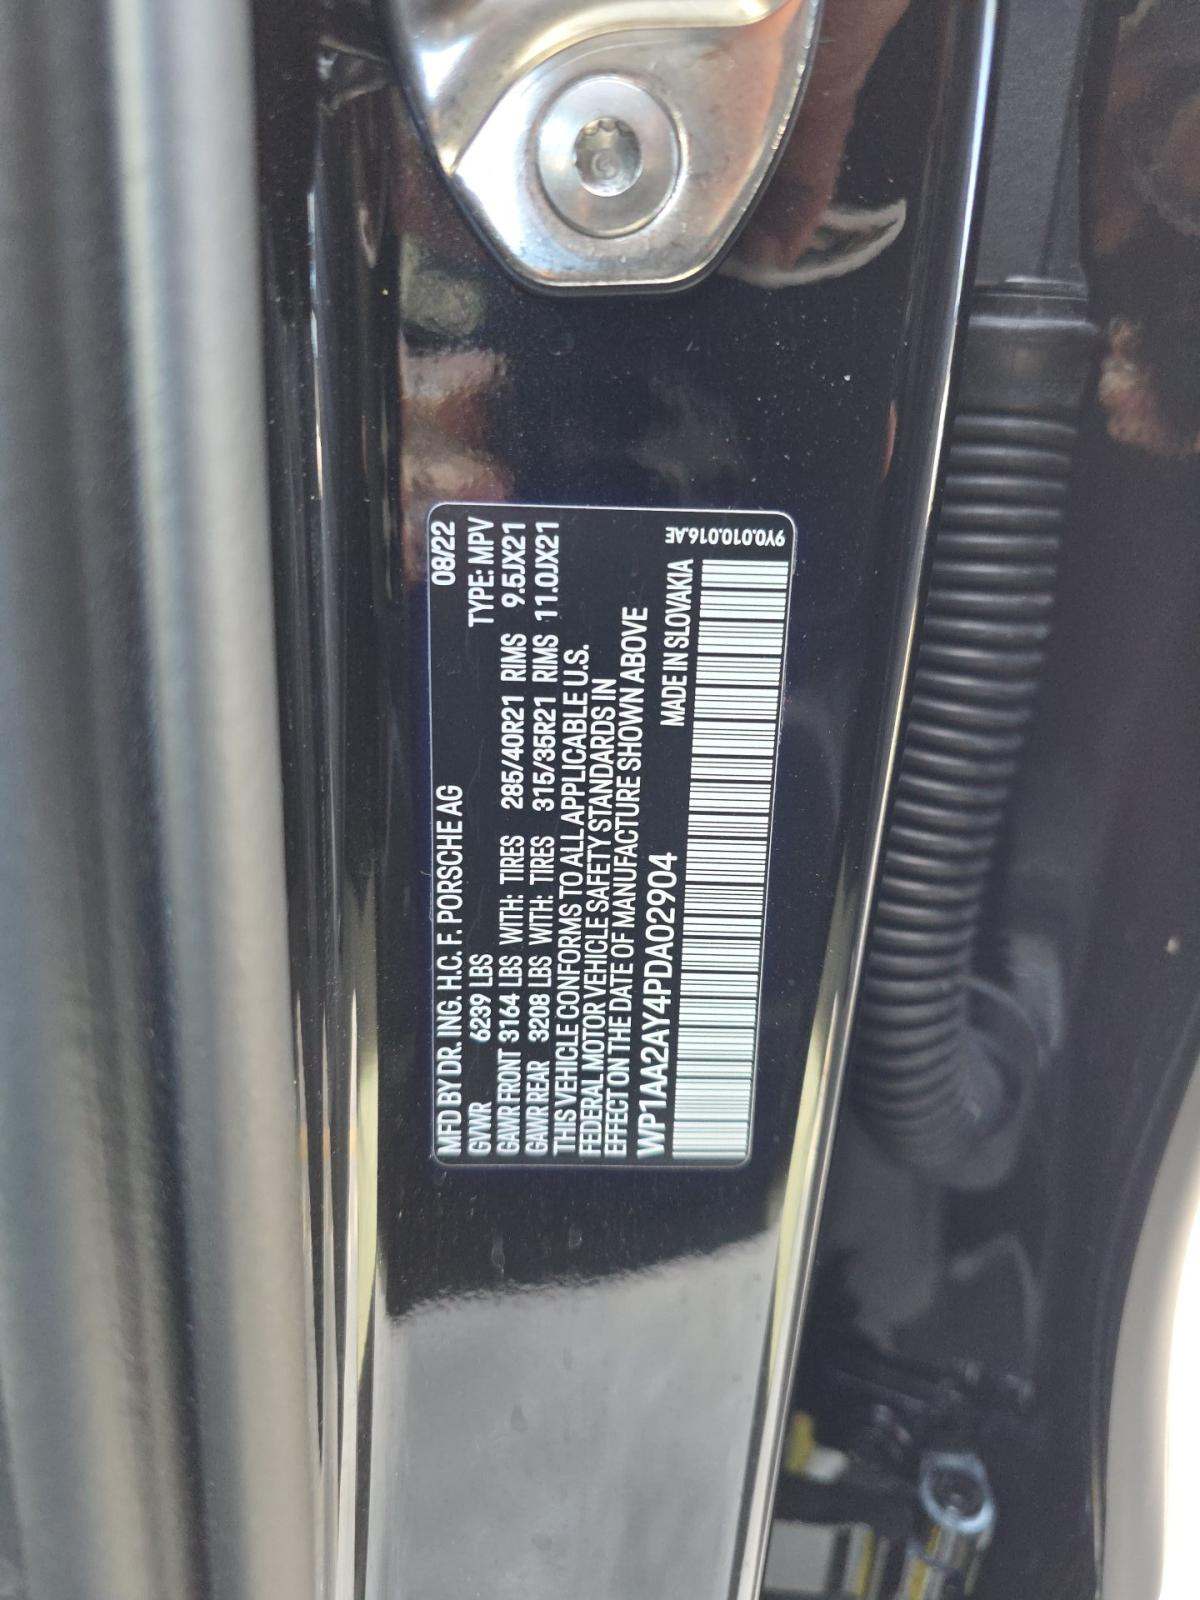 MFD BY DR. ING. H.C. F. PORSCHE AG 08/22
GVWR 6239 LBS TYPE: MPV
GAWR FRONT 3164 LBS WITH: TIRES 285/40R21 RIMS 9.5JX21
GAWR REAR 3208 LBS WITH: TIRES 315/35R21 RIMS 11.0JX21
THIS VEHICLE CONFORMS TO ALL APPLICABLE U.S.
FEDERAL MOTOR VEHICLE SAFETY STANDARDS IN
EFFECT ON THE DATE OF MANUFACTURE SHOWN ABOVE
WP1AA2AY4PDA02904 MADE IN SLOVAKIA
9Y0.010.016.AE